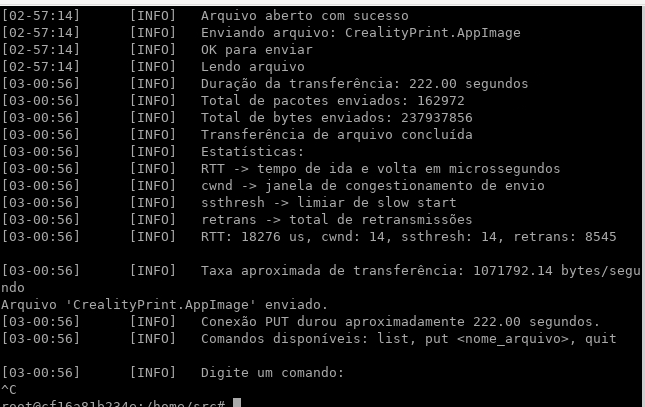 [02-57:14] [INFO] Arquivo aberto com sucesso
[02-57:14] [INFO] Enviando arquivo: CrealityPrint.AppImage
[02-57:14] [INFO] OK para enviar
[02-57:14] [INFO] Lendo arquivo
[03-00:56] [INFO] Duração da transferência: 222.00 segundos
[03-00:56] [INFO] Total de pacotes enviados: 162972
[03-00:56] [INFO] Total de bytes enviados: 237937856
[03-00:56] [INFO] Transferência de arquivo concluída
[03-00:56] [INFO] Estatísticas:
[03-00:56] [INFO] RTT -> tempo de ida e volta em microssegundos
[03-00:56] [INFO] cwnd -> janela de congestionamento de envio
[03-00:56] [INFO] ssthresh -> limiar de slow start
[03-00:56] [INFO] retrans -> total de retransmissões
[03-00:56] [INFO] RTT: 18276 us, cwnd: 14, ssthresh: 14, retrans: 8545
[03-00:56] [INFO] Taxa aproximada de transferência: 1071792.14 bytes/segu
ndo
Arquivo 'CrealityPrint.AppImage' enviado.
[03-00:56] [INFO] Conexão PUT durou aproximadamente 222.00 segundos.
[03-00:56] [INFO] Comandos disponíveis: list, put <nome_arquivo>, quit
[03-00:56] [INFO] Digite um comando:
^C
root@cf16a81b234e:/home/src#